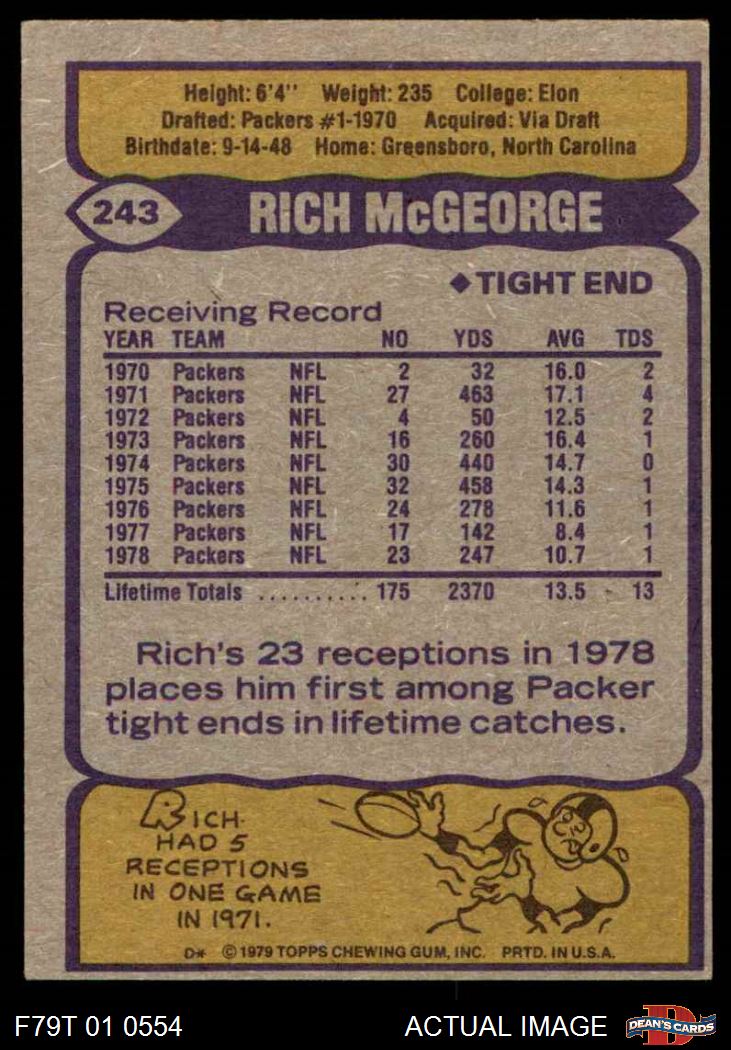 Height: 6'4'' Weight: 235 College: Elon
Drafted: Packers #1-1970 Acquired: Via Draft
Birthdate: 9-14-48 Home: Greensboro, North Carolina
243 RICH McGEORGE
◆TIGHT END
Receiving Record
YEAR TEAM NO YDS AVG TDS
1970 Packers NFL 2 32 16.0 2
1971 Packers NFL 27 463 17.1 4
1972 Packers NFL 4 50 12.5 2
1973 Packers NFL 16 260 16.4 1
1974 Packers NFL 30 440 14.7 0
1975 Packers NFL 32 458 14.3 1
1976 Packers NFL 24 278 11.6 1
1977 Packers NFL 17 142 8.4 1
1978 Packers NFL 23 247 10.7 1
Lifetime Totals .......... 175 2370 13.5 13
Rich's 23 receptions in 1978
places him first among Packer
tight ends in lifetime catches.
RICH
HAD 5
RECEPTIONS
IN ONE GAME
IN 1971.
D* © 1979 TOPPS CHEWING GUM, INC. PRTD. IN U.S.A.
F79T 01 0554 ACTUAL IMAGE D DEAN'S CARDS